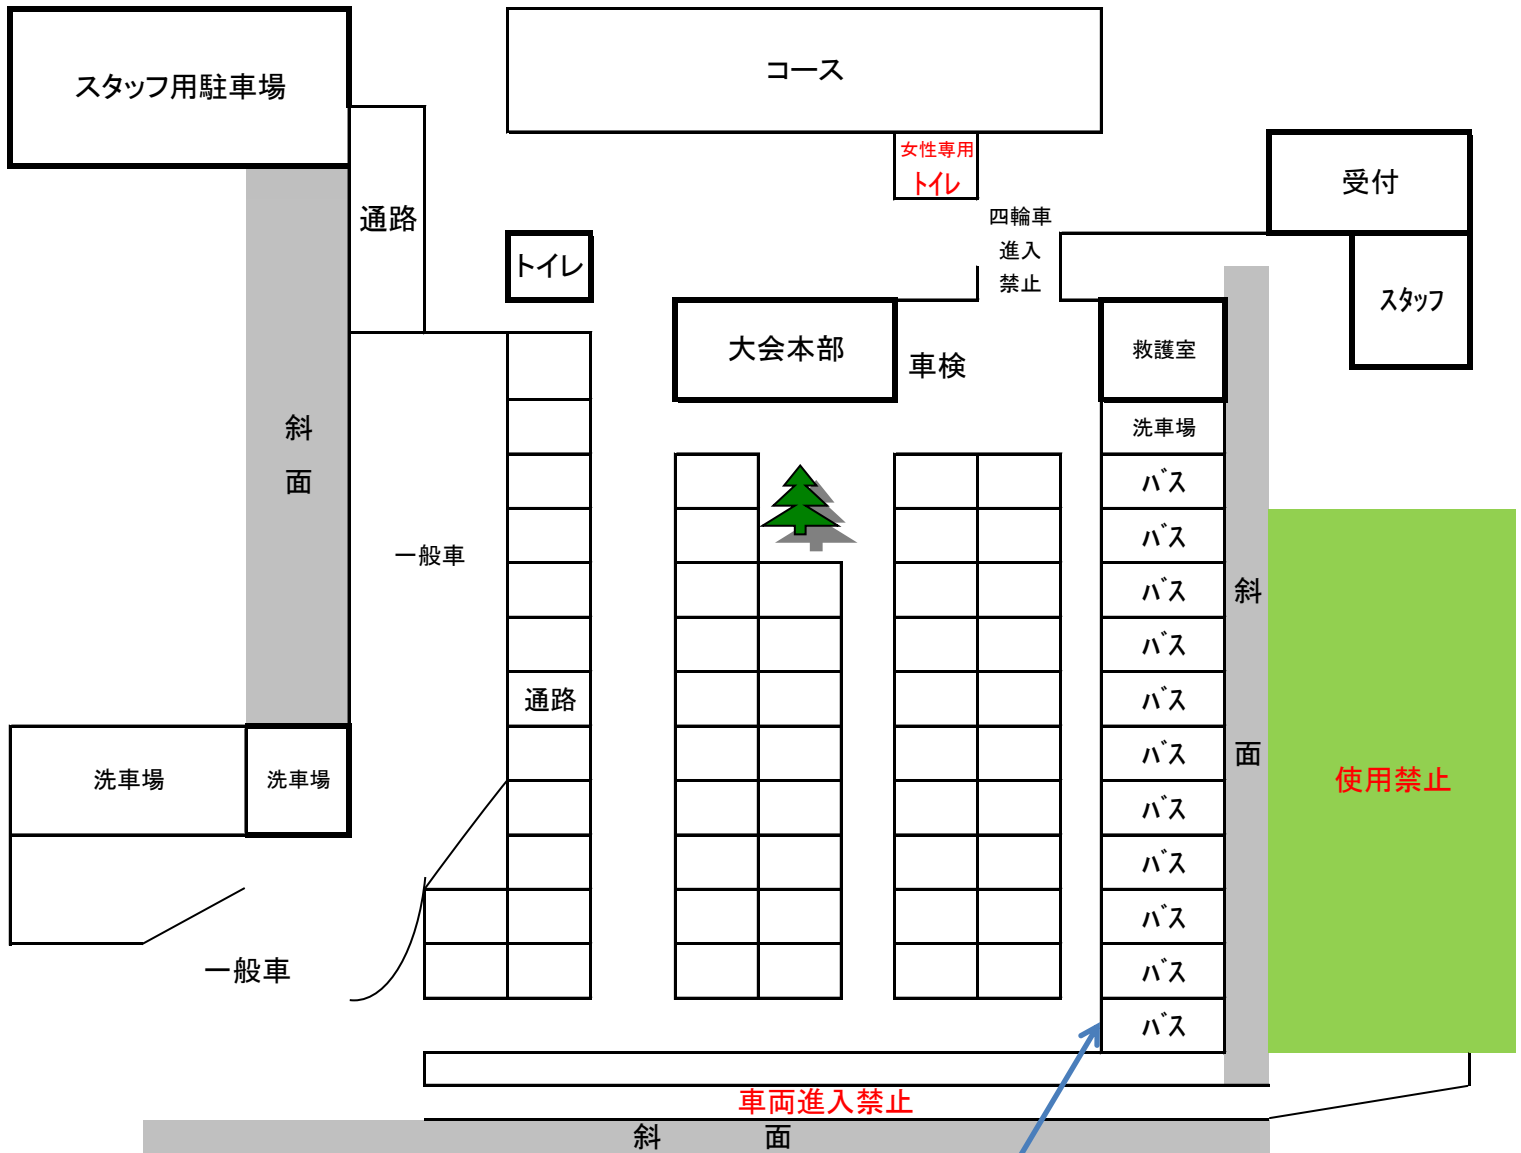 コース
スタッフ用駐車場
女性専用
トイレ
受付
通路
四輪車
進入
禁止
トイレ
スタッフ
大会本部
車検
救護室
斜
面
洗車場
バス
バス
一般車
バス
斜
バス
通路
バス
バス
面
洗車場
洗車場
使用禁止
バス
バス
バス
一般車
バス
バス
車両進入禁止
斜 面